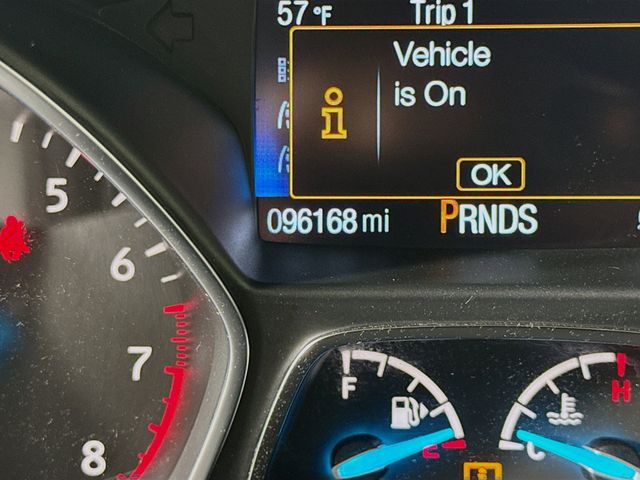 57°F Trip 1
Vehicle
is On
i
OK
096168 mi PRNDS
5
6
7
8
F
H
E
C